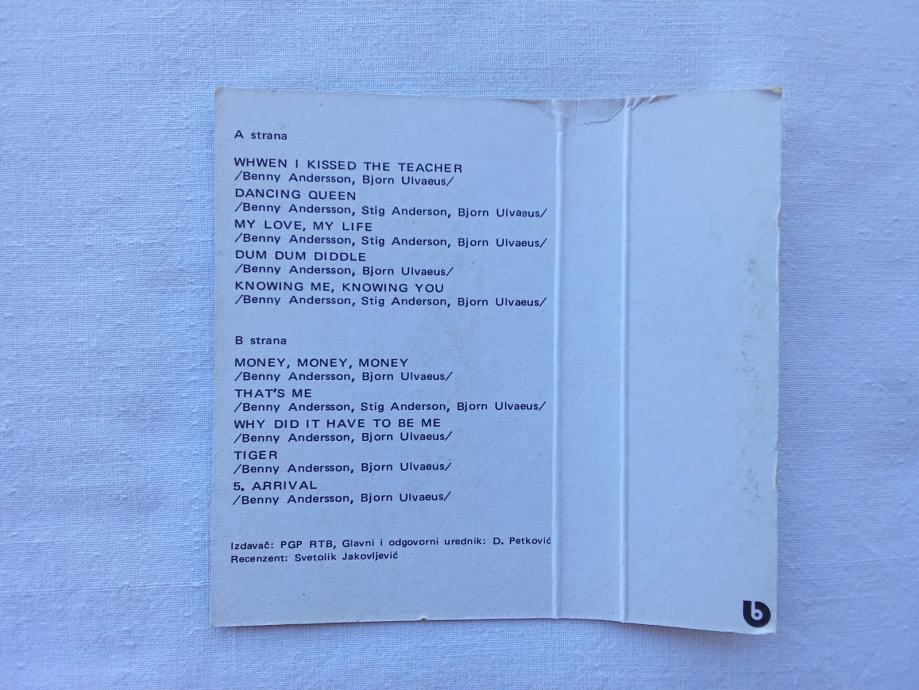 A strana
WHWEN I KISSED THE TEACHER
/Benny Andersson, Bjorn Ulvaeus/
DANCING QUEEN
/Benny Andersson, Stig Anderson, Bjorn Ulvaeus/
MY LOVE, MY LIFE
/Benny Andersson, Stig Anderson, Bjorn Ulvaeus/
DUM DUM DIDDLE
/Benny Andersson, Bjorn Ulvaeus/
KNOWING ME, KNOWING YOU
/Benny Andersson, Stig Anderson, Bjorn Ulvaeus/
B strana
MONEY, MONEY, MONEY
/Benny Andersson, Bjorn Ulvaeus/
THAT'S ME
/Benny Andersson, Stig Anderson, Bjorn Ulvaeus/
WHY DID IT HAVE TO BE ME
/Benny Andersson, Bjorn Ulvaeus/
TIGER
/Benny Andersson, Bjorn Ulvaeus/
5. ARRIVAL
/Benny Andersson, Bjorn Ulvaeus/
Izdavač: PGP RTB, Glavni i odgovorni urednik: D. Petković
Recenzent: Svetolik Jakovljević
b